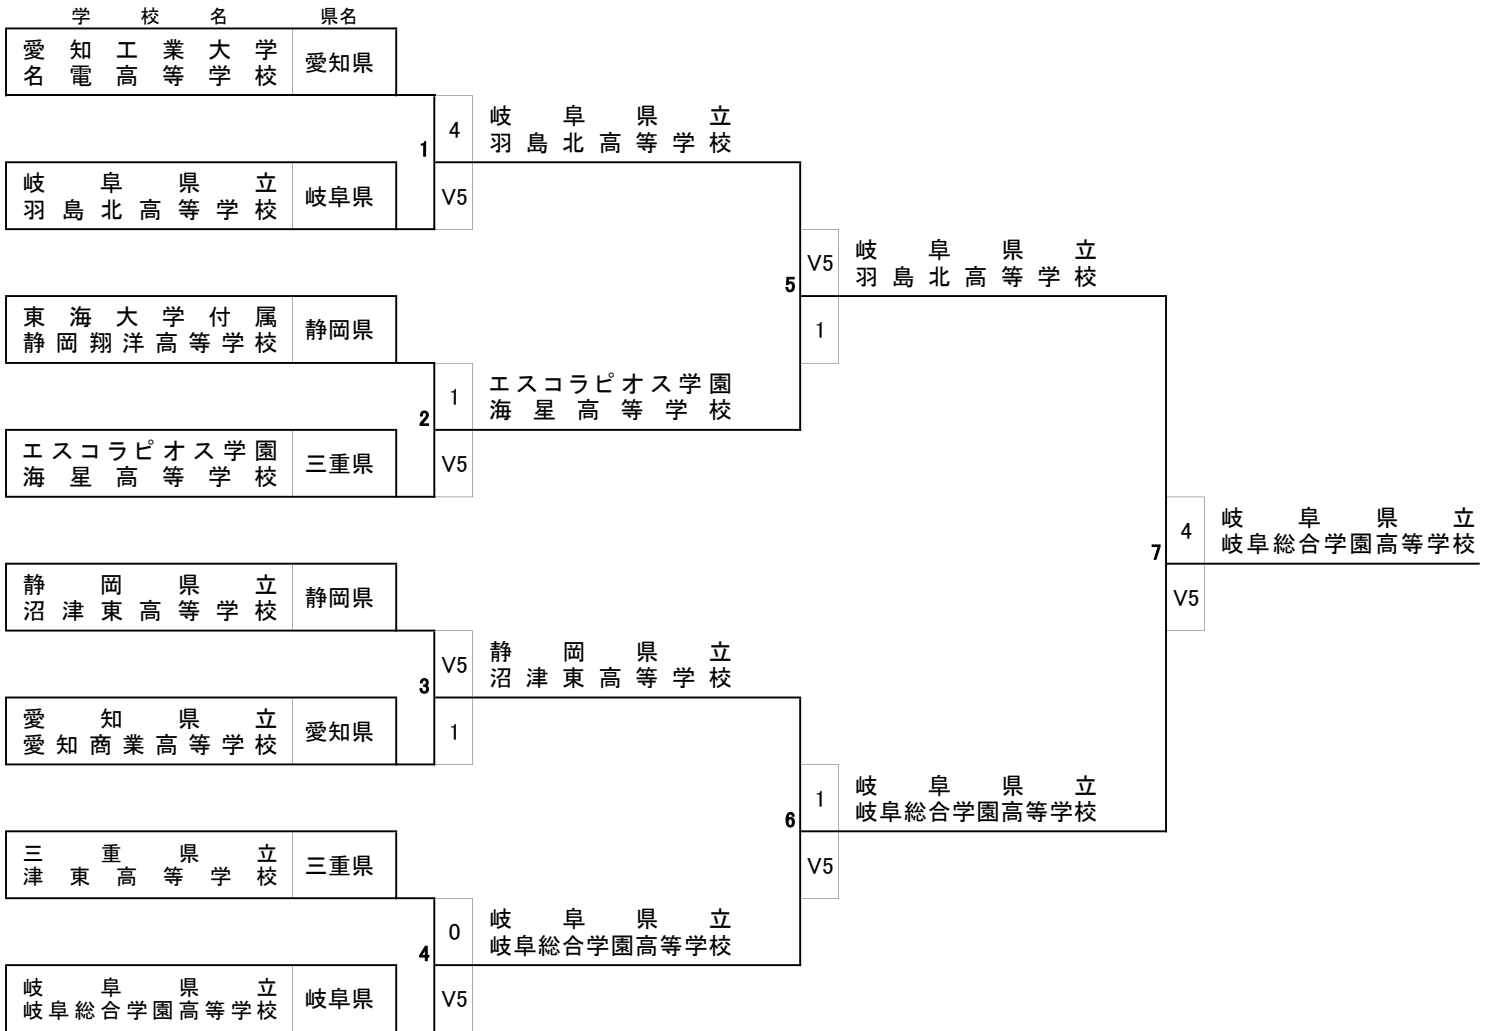 学校名 県名
愛知工業大学
名電高等学校
愛知県
岐阜県立
羽島北高等学校
岐阜県
東海大学付属
静岡翔洋高等学校
静岡県
エスコラピオス学園
海星高等学校
三重県
静岡県立
沼津東高等学校
静岡県
愛知県立
愛知商業高等学校
愛知県
三重県立
津東高等学校
三重県
岐阜県立
岐阜総合学園高等学校
岐阜県
1
4
V5
岐阜県立
羽島北高等学校
2
1
V5
エスコラピオス学園
海星高等学校
3
V5
1
静岡県立
沼津東高等学校
4
0
V5
岐阜県立
岐阜総合学園高等学校
5
V5
1
岐阜県立
羽島北高等学校
6
1
V5
岐阜県立
岐阜総合学園高等学校
7
4
V5
岐阜県立
岐阜総合学園高等学校